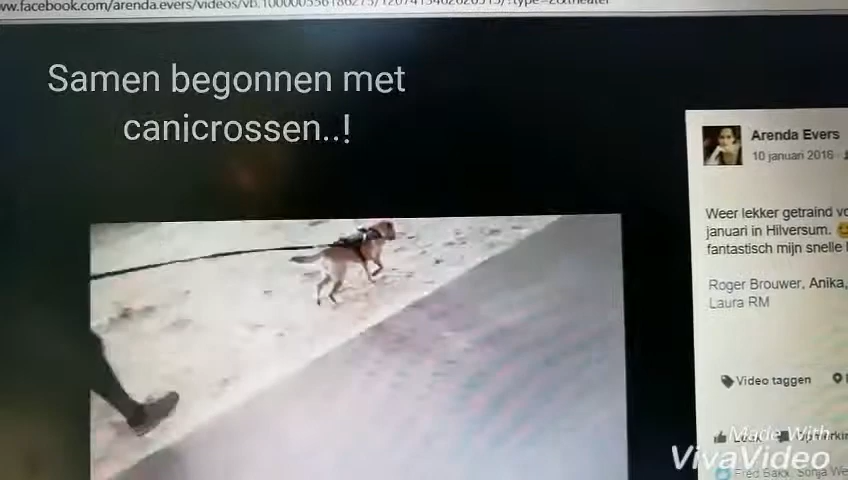 Samen begonnen met
canicrossen..!
Arenda Evers
10 januari 2016
Weer lekker getraind
januari in Hilversum.
fantastisch mijn snelle
Roger Brouwer, Anika,
Laura RM
Video taggen
Made With
VivaVideo